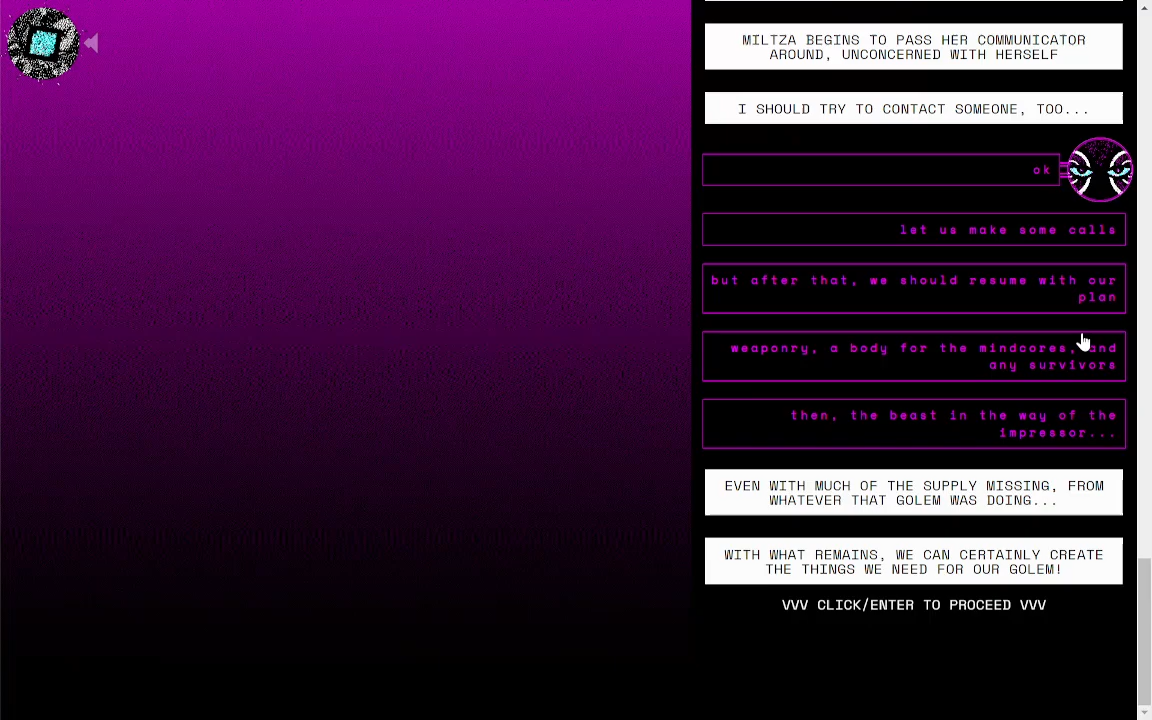 MILTZA BEGINS TO PASS HER COMMUNICATOR
AROUND, UNCONCERNED WITH HERSELF
I SHOULD TRY TO CONTACT SOMEONE, TOO...
ok
let us make some calls
but after that, we should resume with our
plan
weaponry, a body for the mindcores, and
any survivors
then, the beast in the way of the
impressor...
EVEN WITH MUCH OF THE SUPPLY MISSING, FROM
WHATEVER THAT GOLEM WAS DOING...
WITH WHAT REMAINS, WE CAN CERTAINLY CREATE
THE THINGS WE NEED FOR OUR GOLEM!
VVV CLICK/ENTER TO PROCEED VVV